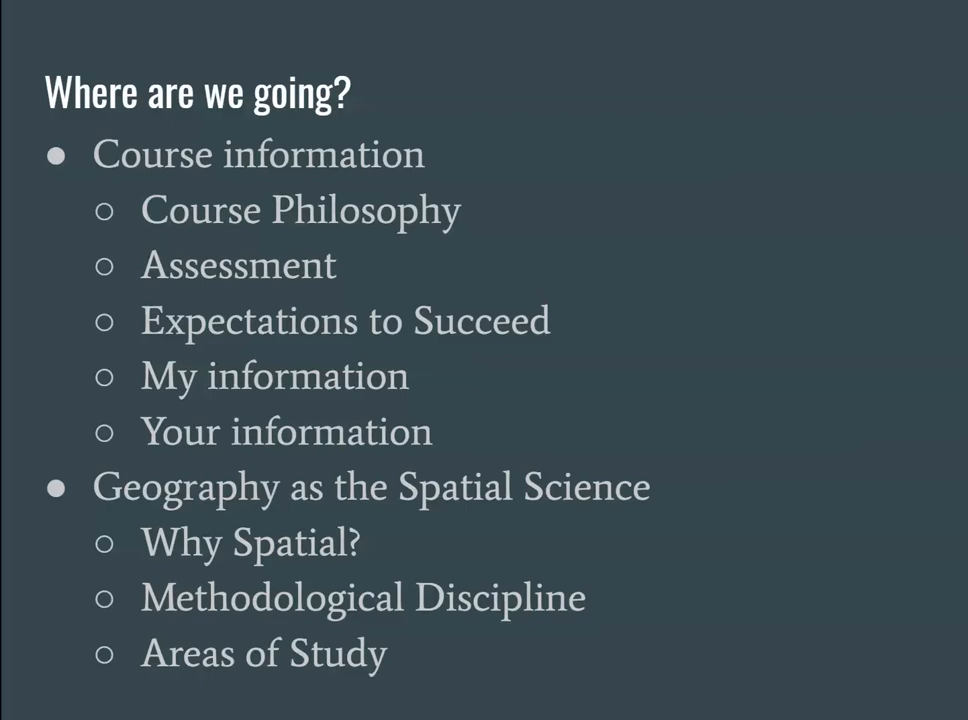 Where are we going?
● Course information
○ Course Philosophy
○ Assessment
○ Expectations to Succeed
○ My information
○ Your information
● Geography as the Spatial Science
○ Why Spatial?
○ Methodological Discipline
○ Areas of Study